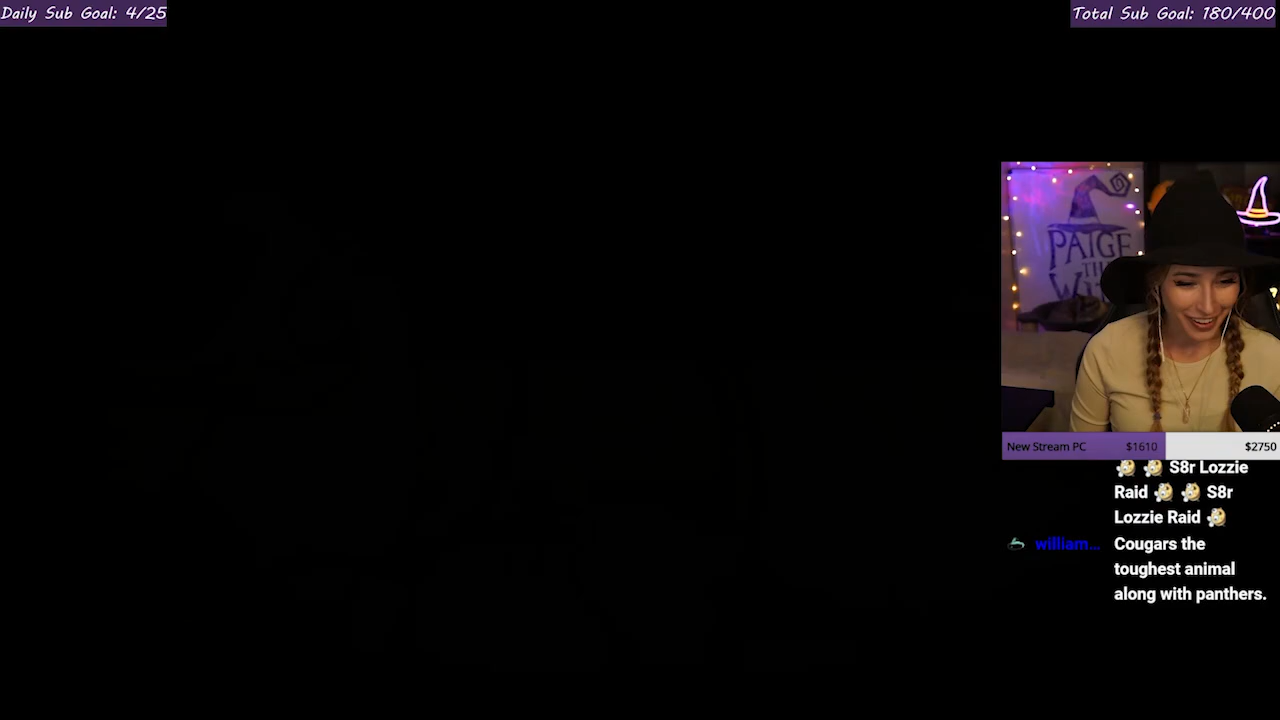 Daily Sub Goal: 4/25
Total Sub Goal: 180/400
PAIGE
New Stream PC $1610 $2750
S8r Lozzie
Raid S8r
Lozzie Raid
william... Cougars the
toughest animal
along with panthers.